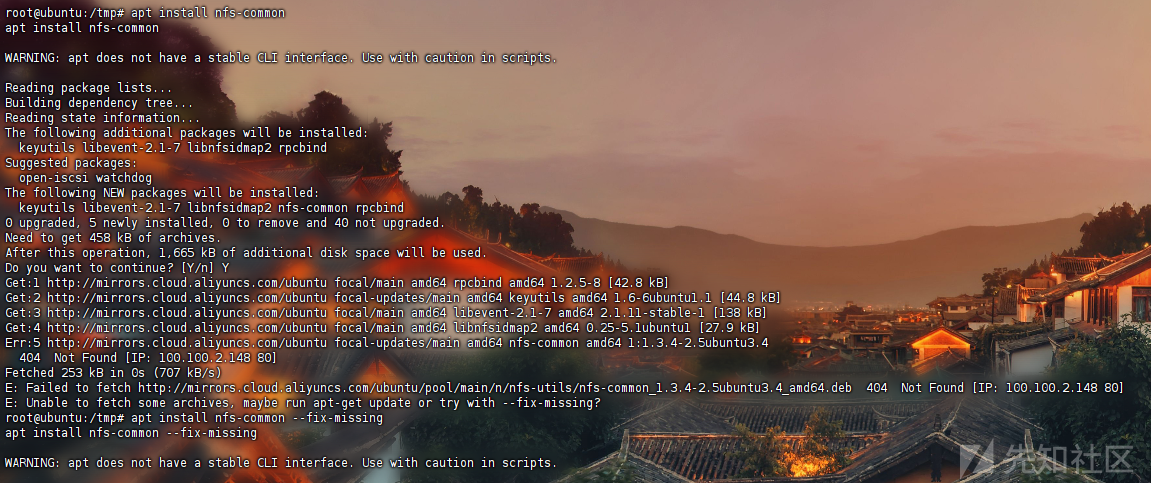 root@ubuntu:/tmp# apt install nfs-common
apt install nfs-common
WARNING: apt does not have a stable CLI interface. Use with caution in scripts.
Reading package lists...
Building dependency tree...
Reading state information...
The following additional packages will be installed:
  keyutils libevent-2.1-7 libnfsidmap2 rpcbind
Suggested packages:
  open-iscsi watchdog
The following NEW packages will be installed:
  keyutils libevent-2.1-7 libnfsidmap2 nfs-common rpcbind
0 upgraded, 5 newly installed, 0 to remove and 40 not upgraded.
Need to get 458 kB of archives.
After this operation, 1,665 kB of additional disk space will be used.
Do you want to continue? [Y/n] Y
Get:1 http://mirrors.cloud.aliyuncs.com/ubuntu focal/main amd64 rpcbind amd64 1.2.5-8 [42.8 kB]
Get:2 http://mirrors.cloud.aliyuncs.com/ubuntu focal-updates/main amd64 keyutils amd64 1.6-6ubuntu1.1 [44.8 kB]
Get:3 http://mirrors.cloud.aliyuncs.com/ubuntu focal/main amd64 libevent-2.1-7 amd64 2.1.11-stable-1 [138 kB]
Get:4 http://mirrors.cloud.aliyuncs.com/ubuntu focal/main amd64 libnfsidmap2 amd64 0.25-5.1ubuntu1 [27.9 kB]
Err:5 http://mirrors.cloud.aliyuncs.com/ubuntu focal-updates/main amd64 nfs-common amd64 1:1.3.4-2.5ubuntu3.4
  404  Not Found [IP: 100.100.2.148 80]
Fetched 253 kB in 0s (707 kB/s)
E: Failed to fetch http://mirrors.cloud.aliyuncs.com/ubuntu/pool/main/n/nfs-utils/nfs-common_1.3.4-2.5ubuntu3.4_amd64.deb  404  Not Found [IP: 100.100.2.148 80]
E: Unable to fetch some archives, maybe run apt-get update or try with --fix-missing?
root@ubuntu:/tmp# apt install nfs-common --fix-missing
apt install nfs-common --fix-missing
WARNING: apt does not have a stable CLI interface. Use with caution in scripts.
先知社区